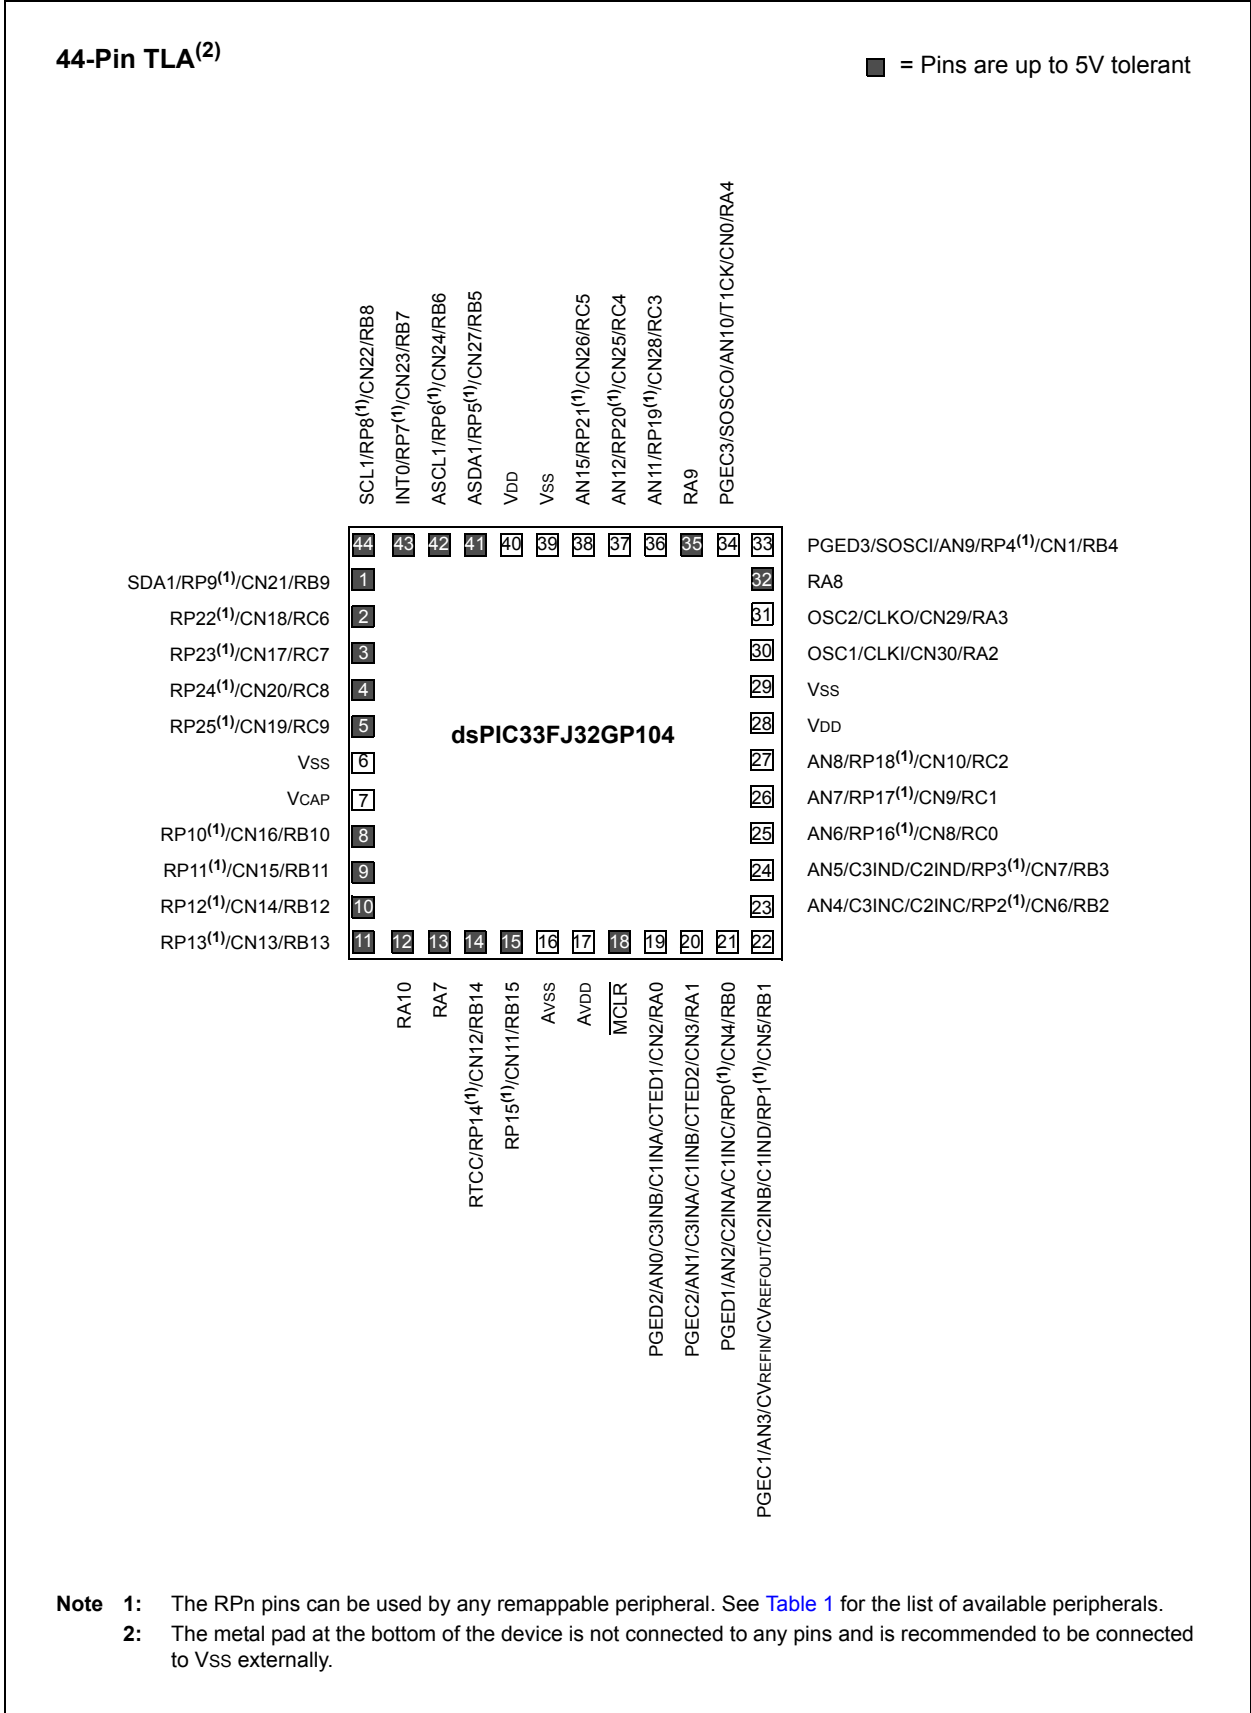 44-Pin TLA(2)
= Pins are up to 5V tolerant
SCL1/RP8(1)/CN22/RB8
INT0/RP7(1)/CN23/RB7
ASCL1/RP6(1)/CN24/RB6
ASDA1/RP5(1)/CN27/RB5
VDD
VSS
AN15/RP21(1)/CN26/RC5
AN12/RP20(1)/CN25/RC4
AN11/RP19(1)/CN28/RC3
RA9
PGEC3/SOSCO/AN10/T1CK/CN0/RA4
44 43 42 41 40 39 38 37 36 35 34 33 PGED3/SOSCI/AN9/RP4(1)/CN1/RB4
SDA1/RP9(1)/CN21/RB9 1 32 RA8
RP22(1)/CN18/RC6 2 31 OSC2/CLKO/CN29/RA3
RP23(1)/CN17/RC7 3 30 OSC1/CLKI/CN30/RA2
RP24(1)/CN20/RC8 4 29 VSS
RP25(1)/CN19/RC9 5 28 VDD
dsPIC33FJ32GP104
VSS 6 27 AN8/RP18(1)/CN10/RC2
VCAP 7 26 AN7/RP17(1)/CN9/RC1
RP10(1)/CN16/RB10 8 25 AN6/RP16(1)/CN8/RC0
RP11(1)/CN15/RB11 9 24 AN5/C3IND/C2IND/RP3(1)/CN7/RB3
RP12(1)/CN14/RB12 10 23 AN4/C3INC/C2INC/RP2(1)/CN6/RB2
RP13(1)/CN13/RB13 11 12 13 14 15 16 17 18 19 20 21 22
RA10
RA7
RTCC/RP14(1)/CN12/RB14
RP15(1)/CN11/RB15
AVSS
AVDD
MCLR
PGED2/AN0/C3INB/C1INA/CTED1/CN2/RA0
PGEC2/AN1/C3INA/C1INB/CTED2/CN3/RA1
PGED1/AN2/C2INA/C1INC/RP0(1)/CN4/RB0
PGEC1/AN3/CVREFIN/CVREFOUT/C2INB/C1IND/RP1(1)/CN5/RB1
Note 1: The RPn pins can be used by any remappable peripheral. See Table 1 for the list of available peripherals.
2: The metal pad at the bottom of the device is not connected to any pins and is recommended to be connected
to VSS externally.